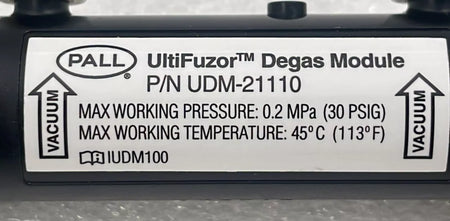 PALL® UltiFuzor™ Degas Module
P/N UDM-21110
MAX WORKING PRESSURE: 0.2 MPa (30 PSIG)
MAX WORKING TEMPERATURE: 45°C (113°F)
IUDM100
VACUUM
VACUUM